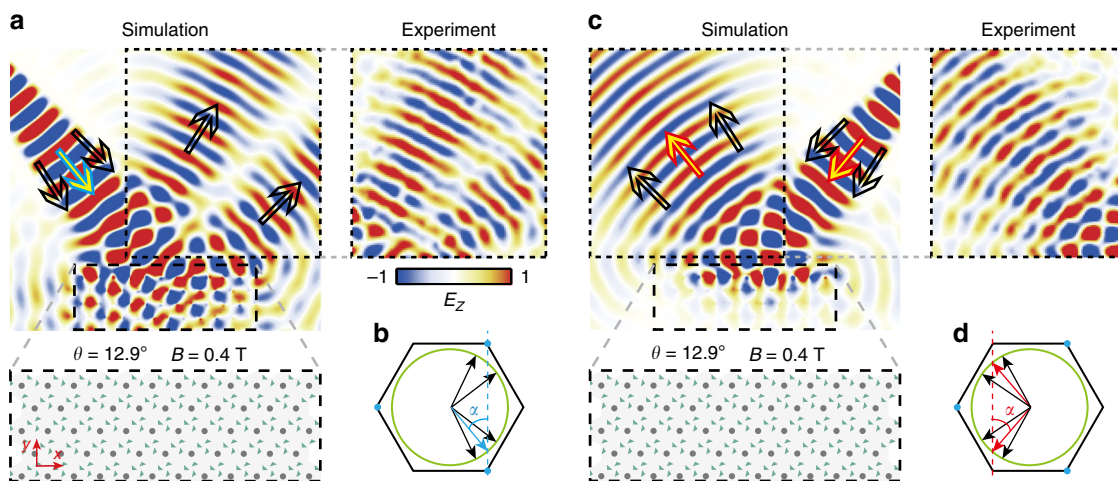 a
Simulation
Experiment
−1
1
E_Z
θ = 12.9°
B = 0.4 T
y
x
b
α
c
Simulation
Experiment
θ = 12.9°
B = 0.4 T
d
α